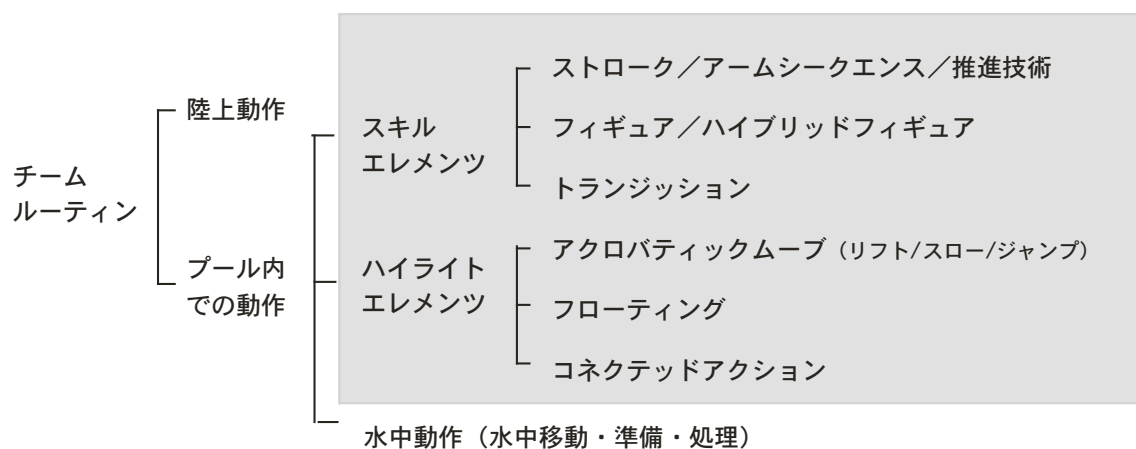 チーム
ルーティン
陸上動作
プール内
での動作
スキル
エレメンツ
ストローク／アームシークエンス／推進技術
フィギュア／ハイブリッドフィギュア
トランジッション
ハイライト
エレメンツ
アクロバティックムーブ（リフト/スロー/ジャンプ）
フローティング
コネクテッドアクション
水中動作（水中移動・準備・処理）